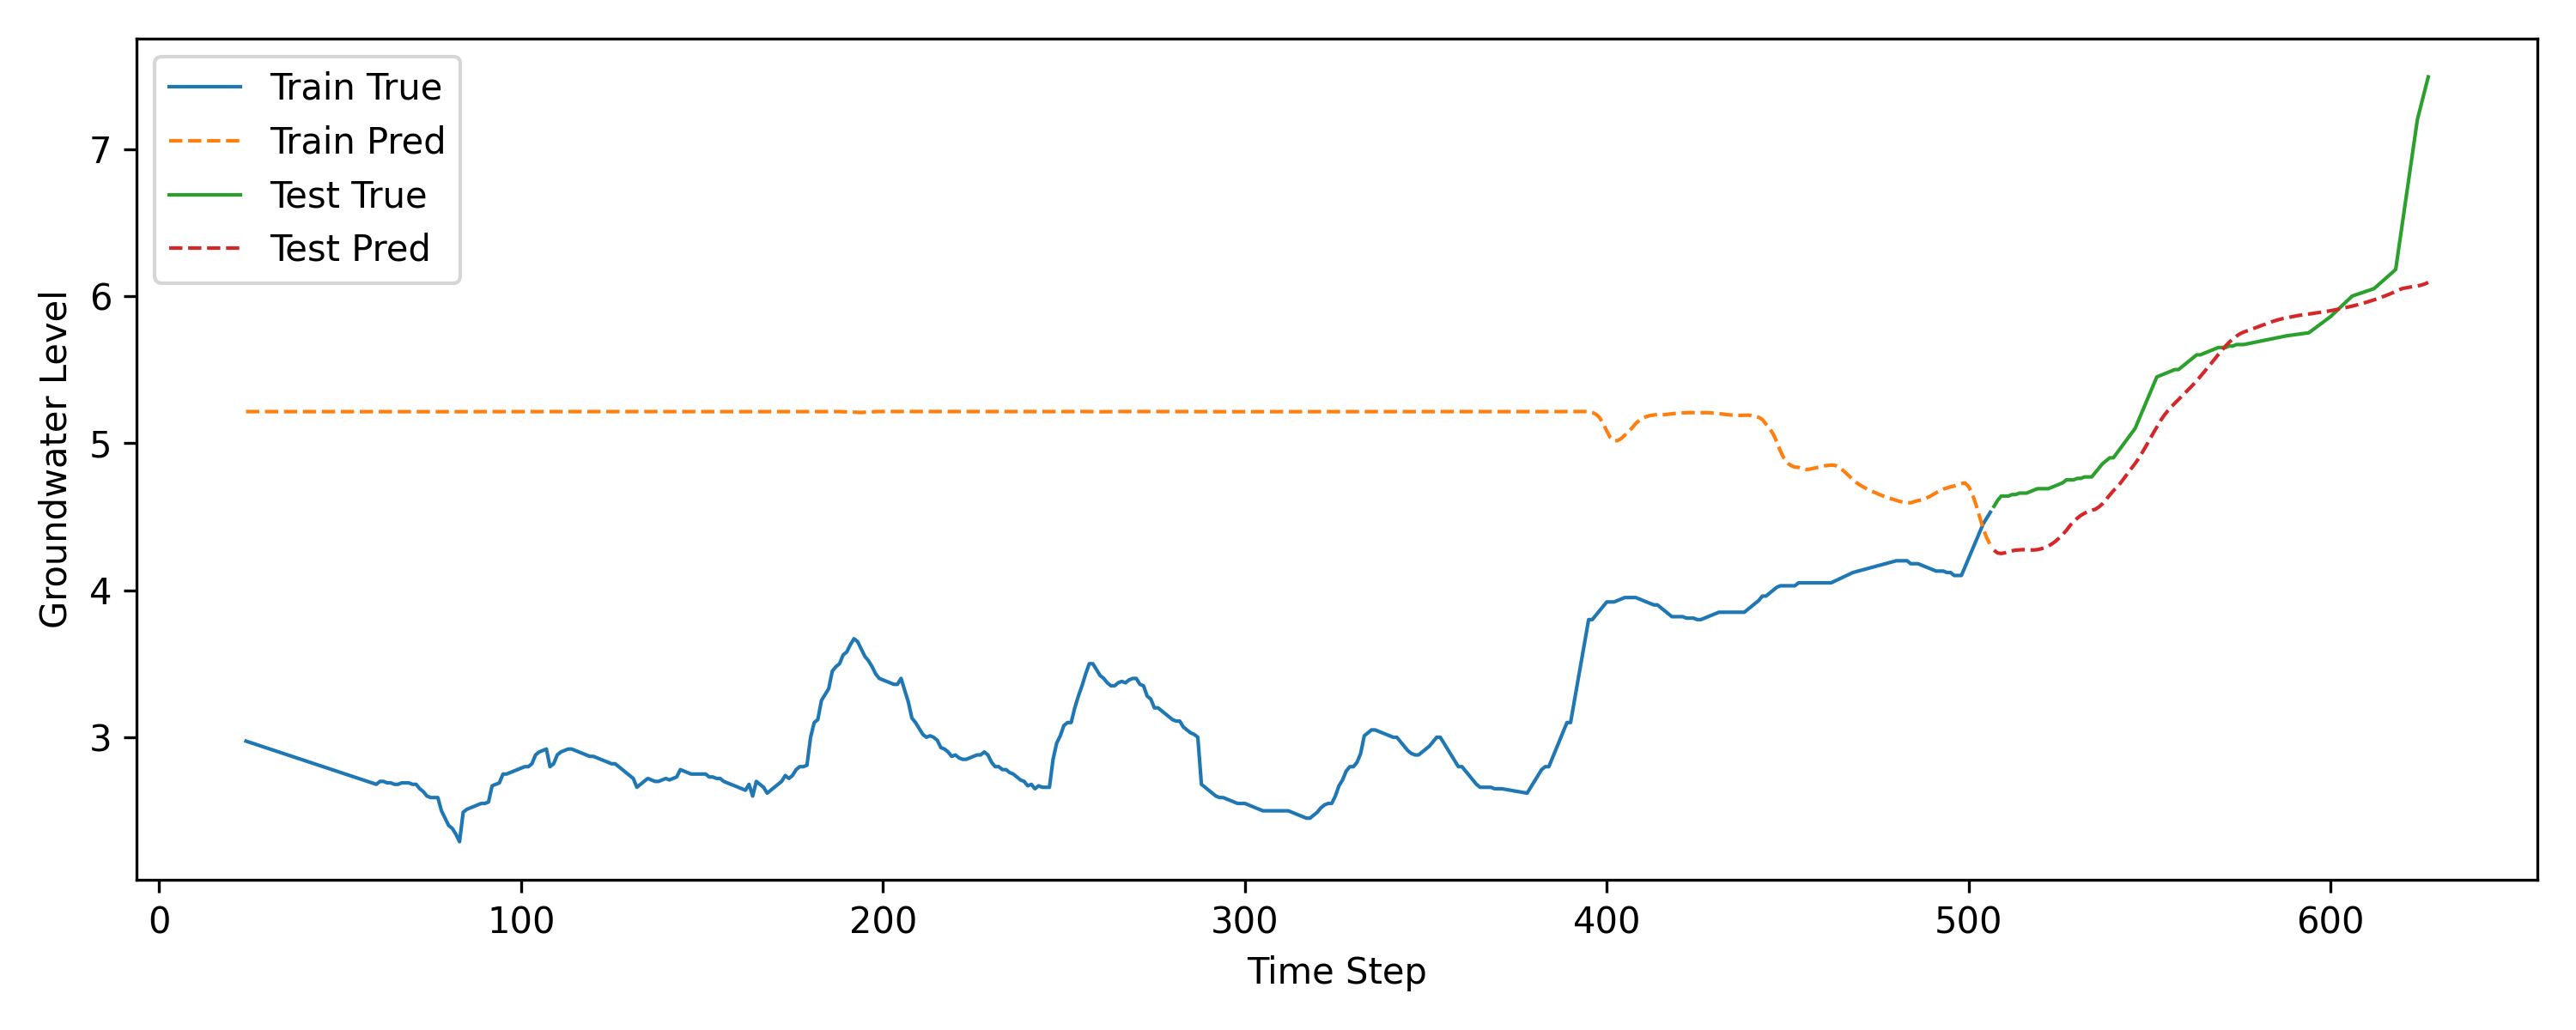 Train True
Train Pred
Test True
Test Pred
7
6
5
4
3
Groundwater Level
0 100 200 300 400 500 600
Time Step